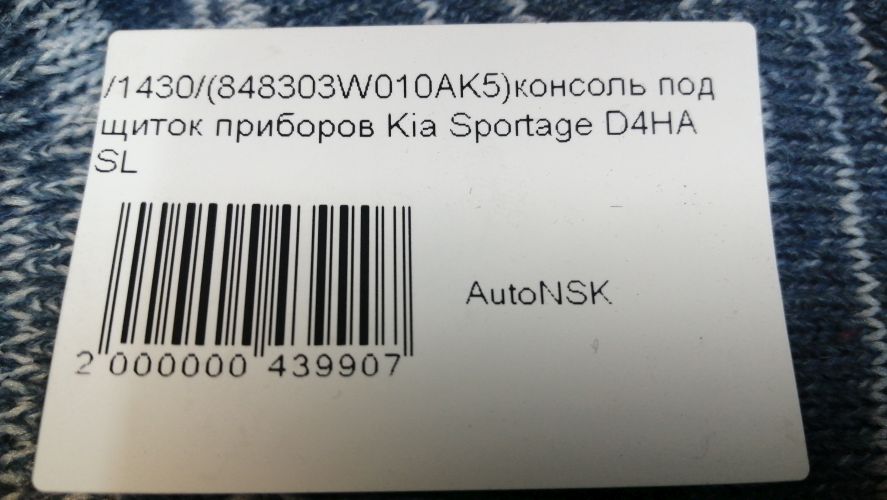 /1430/(848303W010AK5)консоль под
щиток приборов Kia Sportage D4HA
SL
AutoNSK
2 000000 439907